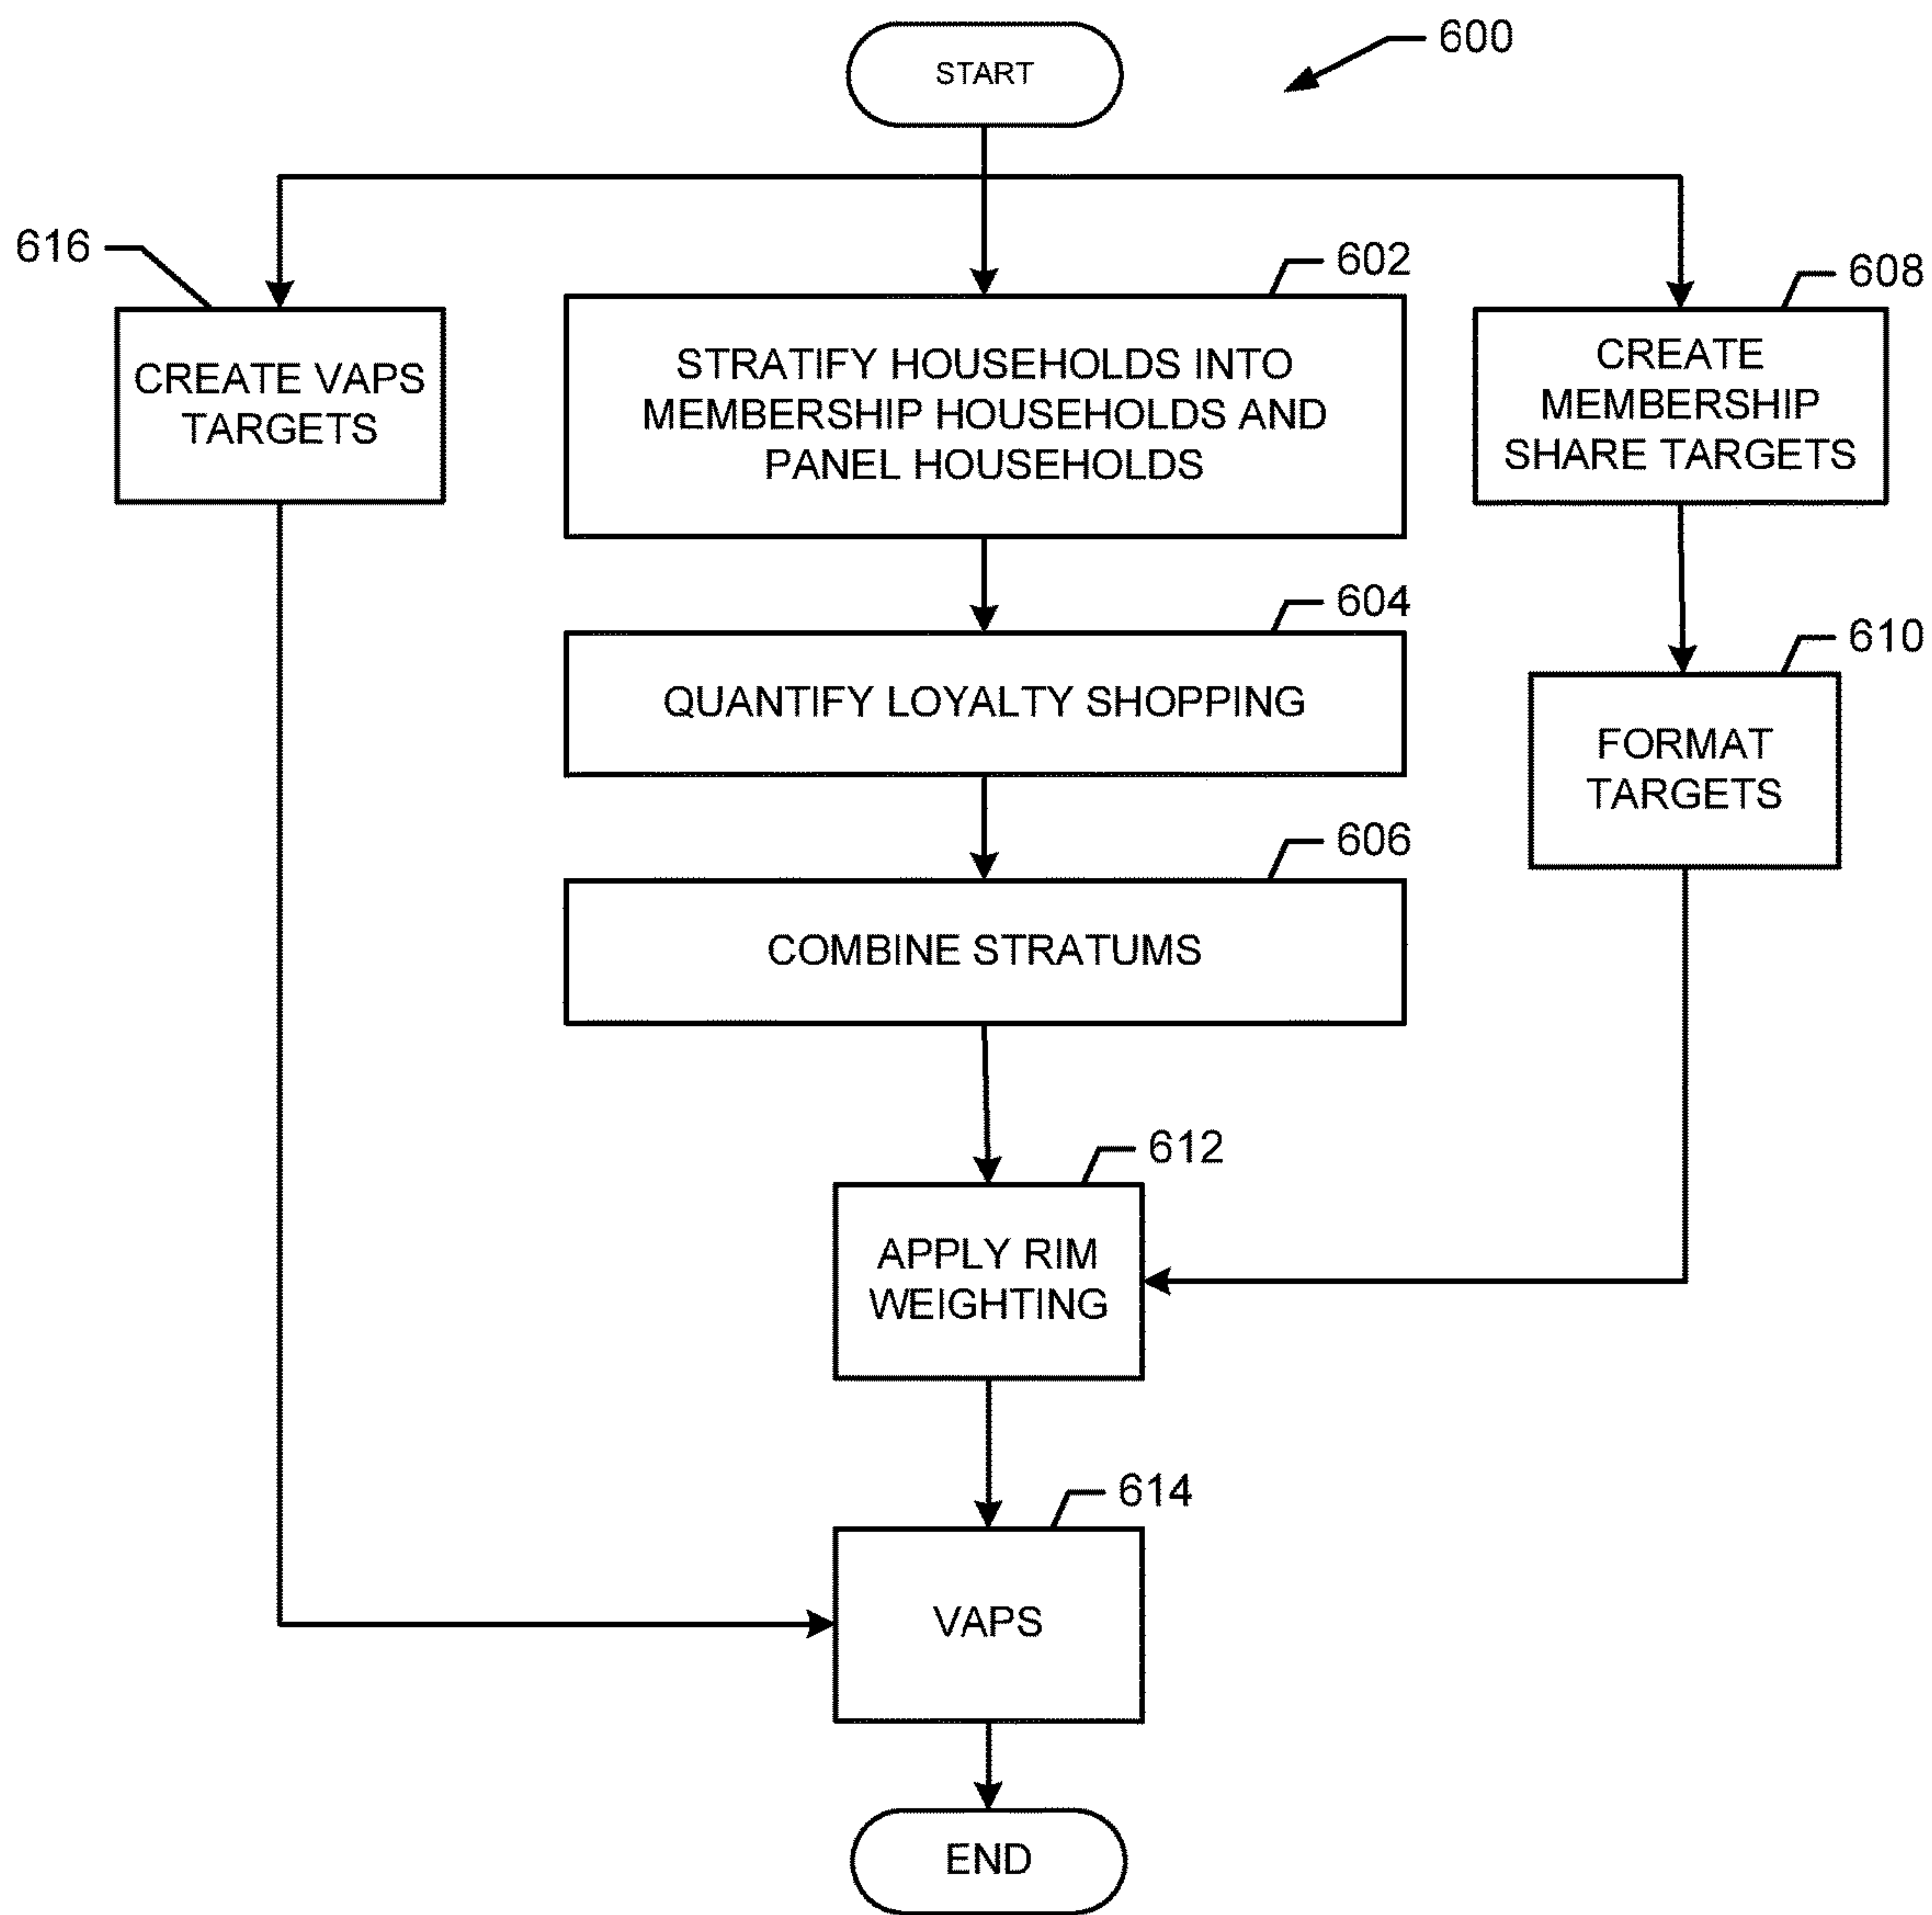 600
START
616
602
608
CREATE VAPS
TARGETS
STRATIFY HOUSEHOLDS INTO
MEMBERSHIP HOUSEHOLDS AND
PANEL HOUSEHOLDS
CREATE
MEMBERSHIP
SHARE TARGETS
604
QUANTIFY LOYALTY SHOPPING
610
FORMAT
TARGETS
606
COMBINE STRATUMS
612
APPLY RIM
WEIGHTING
614
VAPS
END